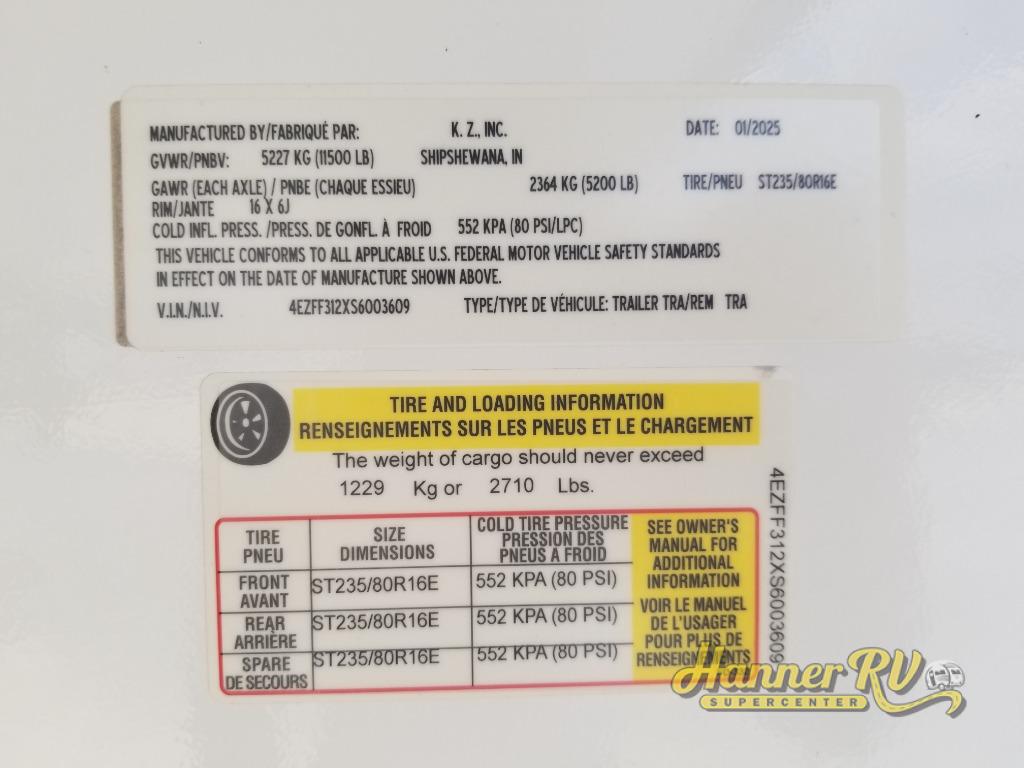 MANUFACTURED BY/FABRIQUÉ PAR: K. Z., INC. DATE: 01/2025
GVWR/PNBV: 5227 KG (11500 LB) SHIPSHEWANA, IN
GAWR (EACH AXLE) / PNBE (CHAQUE ESSIEU) 2364 KG (5200 LB) TIRE/PNEU ST235/80R16E
RIM/JANTE 16 X 6J
COLD INFL. PRESS. /PRESS. DE GONFL. À FROID 552 KPA (80 PSI/LPC)
THIS VEHICLE CONFORMS TO ALL APPLICABLE U.S. FEDERAL MOTOR VEHICLE SAFETY STANDARDS
IN EFFECT ON THE DATE OF MANUFACTURE SHOWN ABOVE.
V.I.N./N.I.V. 4EZFF312XS6003609 TYPE/TYPE DE VÉHICULE: TRAILER TRA/REM TRA
TIRE AND LOADING INFORMATION
RENSEIGNEMENTS SUR LES PNEUS ET LE CHARGEMENT
The weight of cargo should never exceed
1229 Kg or 2710 Lbs.
TIRE
PNEU
SIZE
DIMENSIONS
COLD TIRE PRESSURE
PRESSION DES
PNEUS A FROID
FRONT
AVANT
ST235/80R16E
552 KPA (80 PSI)
REAR
ARRIÈRE
ST235/80R16E
552 KPA (80 PSI)
SPARE
DE SECOURS
ST235/80R16E
552 KPA (80 PSI)
SEE OWNER'S
MANUAL FOR
ADDITIONAL
INFORMATION
VOIR LE MANUEL
DE L'USAGER
POUR PLUS DE
RENSEIGNEMENTS
4EZFF312XS6003609
Hanner RV
SUPERCENTER